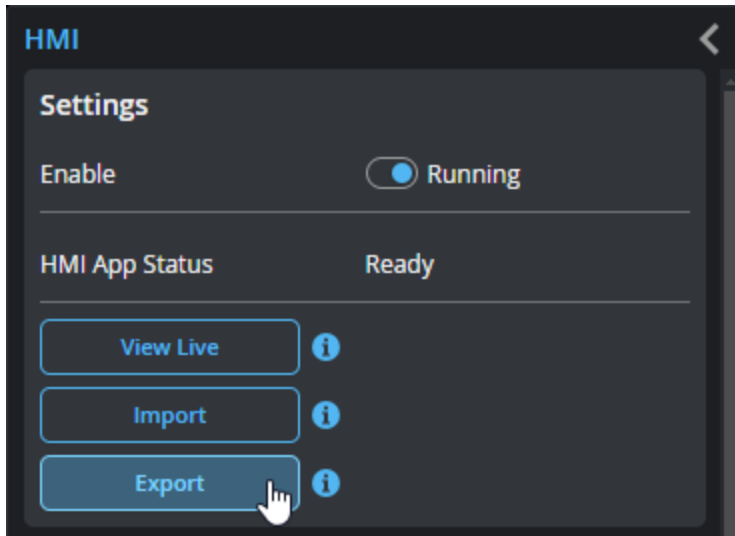 HMI
Settings
Enable Running
HMI App Status Ready
View Live
Import
Export